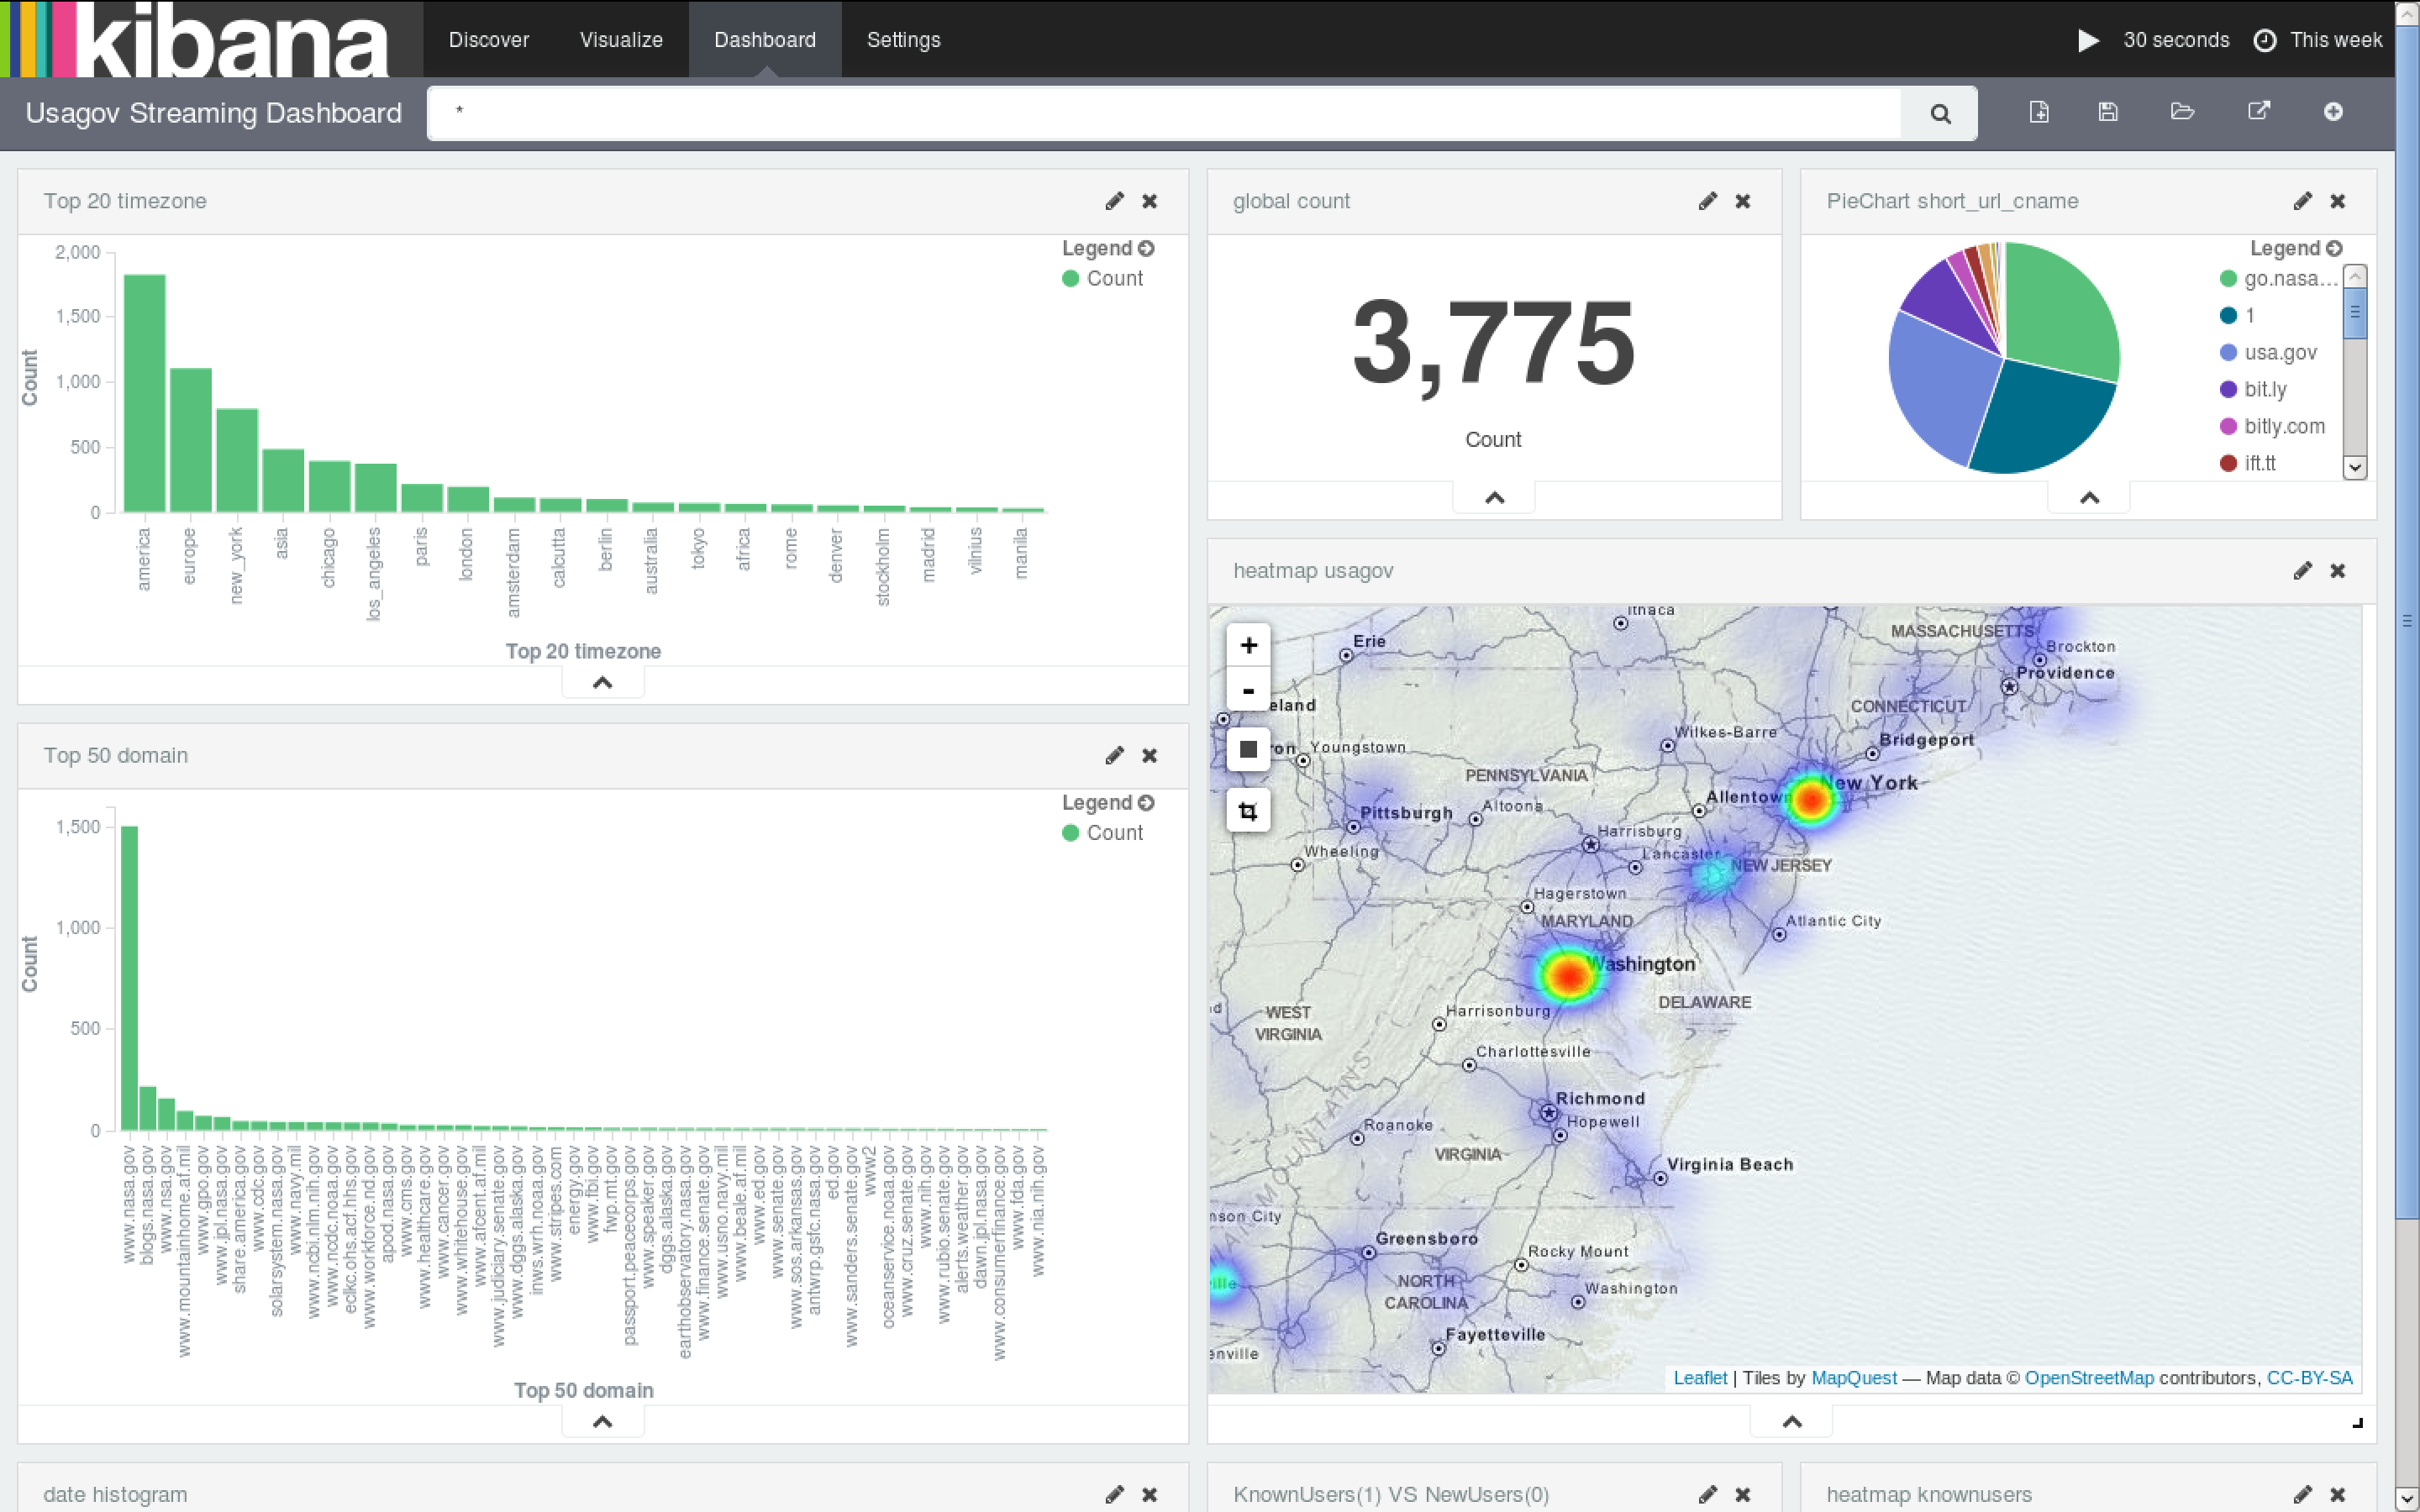 kibana
Discover Visualize Dashboard Settings
30 seconds This week
Usagov Streaming Dashboard
*
Top 20 timezone
Legend
Count
2,000
1,500
1,000
500
0
Count
america
europe
new_york
asia
chicago
los_angeles
paris
london
amsterdam
calcutta
berlin
australia
tokyo
africa
rome
denver
stockholm
madrid
vilnius
manila
Top 20 timezone
global count
3,775
Count
PieChart short_url_cname
Legend
go.nasa...
1
usa.gov
bit.ly
bitly.com
ift.tt
Top 50 domain
Legend
Count
1,500
1,000
500
0
Count
www.nasa.gov
blogs.nasa.gov
www.nsa.gov
www.mountainhome.af.mil
www.gpo.gov
www.jpl.nasa.gov
share.america.gov
www.cdc.gov
solarsystem.nasa.gov
www.navy.mil
www.ncbi.nlm.nih.gov
www.ncdc.noaa.gov
eclkc.ohs.acf.hhs.gov
www.workforce.nd.gov
apod.nasa.gov
www.cms.gov
www.healthcare.gov
www.cancer.gov
www.whitehouse.gov
www.afcent.af.mil
www.judiciary.senate.gov
www.dggs.alaska.gov
inws.wrh.noaa.gov
www.stripes.com
energy.gov
www.fbi.gov
fwp.mt.gov
passport.peacecorps.gov
www.speaker.gov
dggs.alaska.gov
earthobservatory.nasa.gov
www.finance.senate.gov
www.usno.navy.mil
www.beale.af.mil
www.ed.gov
www.senate.gov
www.sos.arkansas.gov
antwrp.gsfc.nasa.gov
ed.gov
www.sanders.senate.gov
www2
oceanservice.noaa.gov
www.cruz.senate.gov
www.nih.gov
www.rubio.senate.gov
alerts.weather.gov
dawn.jpl.nasa.gov
www.consumerfinance.gov
www.fda.gov
www.nia.nih.gov
Top 50 domain
heatmap usagov
+
-
Ithaca
Erie
MASSACHUSETTS
Brockton
Providence
CONNECTICUT
eland
Wilkes-Barre
Bridgeport
ron
Youngstown
PENNSYLVANIA
New York
Allentown
Pittsburgh
Altoona
Harrisburg
Wheeling
Lancaster
NEW JERSEY
Hagerstown
MARYLAND
Atlantic City
Washington
DELAWARE
WEST
VIRGINIA
Harrisonburg
Charlottesville
Richmond
Hopewell
Roanoke
VIRGINIA
Virginia Beach
MOUNTAINS
nson City
Greensboro
Rocky Mount
ille
NORTH
CAROLINA
Washington
Fayetteville
enville
Leaflet | Tiles by MapQuest — Map data © OpenStreetMap contributors, CC-BY-SA
date histogram
KnownUsers(1) VS NewUsers(0)
heatmap knownusers